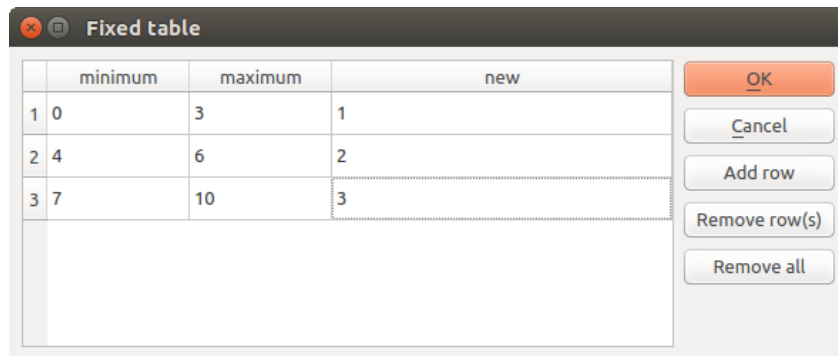 Fixed table
minimum maximum new
1 0 3 1
2 4 6 2
3 7 10 3
OK
Cancel
Add row
Remove row(s)
Remove all